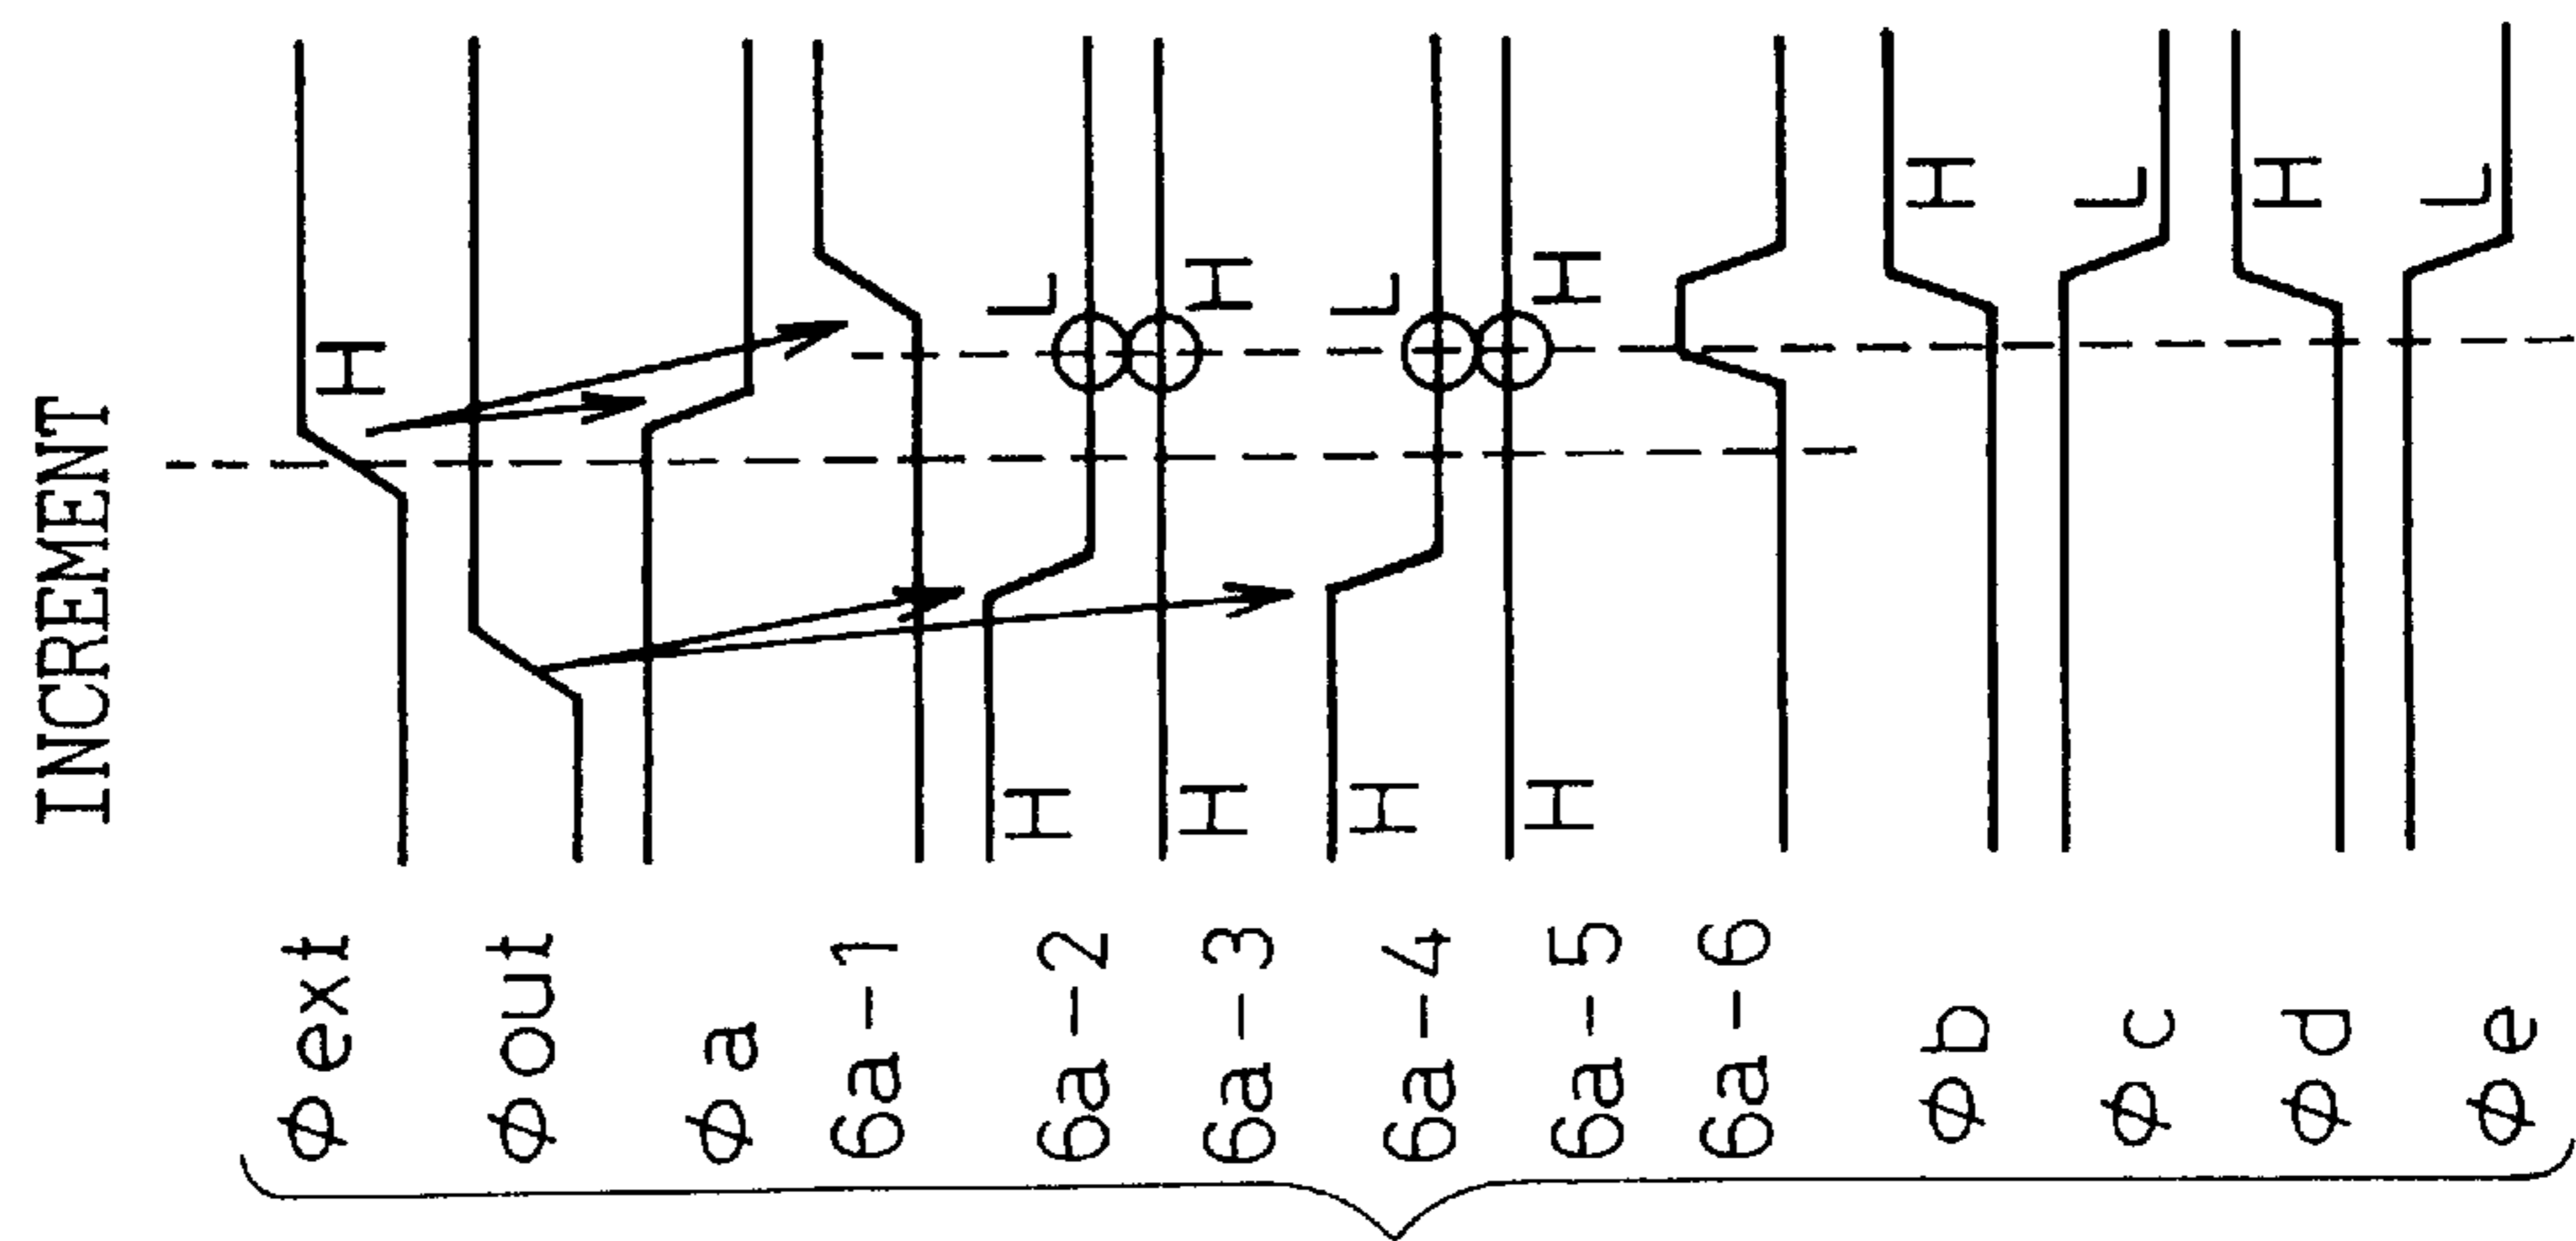 INCREMENT
φext H
φout
φa
6a-1
6a-2 H L
6a-3 H H
6a-4 H L
6a-5 H H
6a-6
φb H
φc L
φd H
φe L